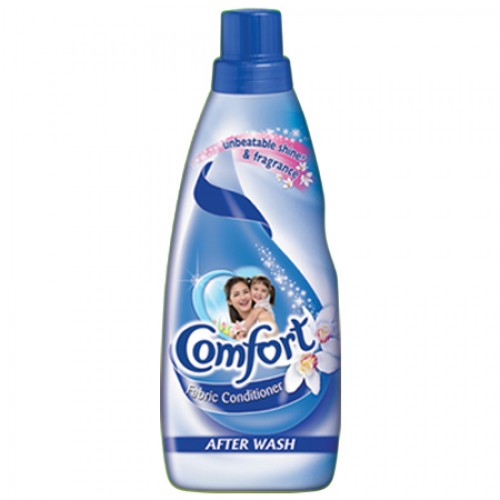 unbeatable shine
& fragrance
Comfort
Fabric Conditioner
AFTER WASH